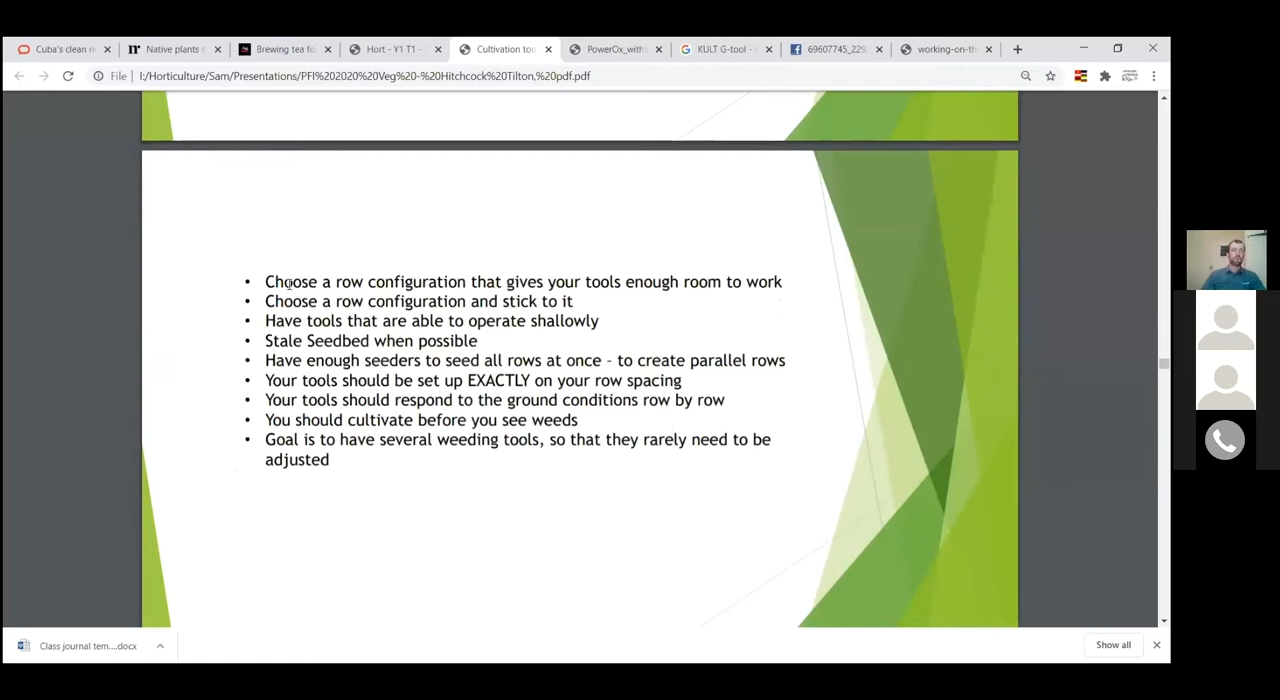 Cuba's clean r
Native plants
Brewing tea fo
Hort - Y1 T1 -
Cultivation too
PowerOx_with
KULT G-tool -
69607745_229
working-on-th
File | I:/Horticulture/Sam/Presentations/PFI%202020%20Veg%20-%20Hitchcock%20Tilton,%20pdf.pdf
• Choose a row configuration that gives your tools enough room to work
• Choose a row configuration and stick to it
• Have tools that are able to operate shallowly
• Stale Seedbed when possible
• Have enough seeders to seed all rows at once – to create parallel rows
• Your tools should be set up EXACTLY on your row spacing
• Your tools should respond to the ground conditions row by row
• You should cultivate before you see weeds
• Goal is to have several weeding tools, so that they rarely need to be
adjusted
Class journal tem....docx
Show all